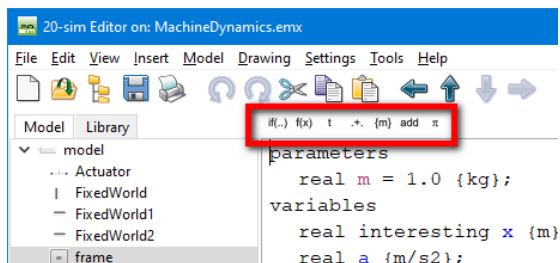 20-sim Editor on: MachineDynamics.emx
File Edit View Insert Model Drawing Settings Tools Help
Model Library
if(..) f(x) t .+. {m} add π
model
Actuator
FixedWorld
FixedWorld1
FixedWorld2
frame
parameters
real m = 1.0 {kg};
variables
real interesting x {m}
real a {m/s2};